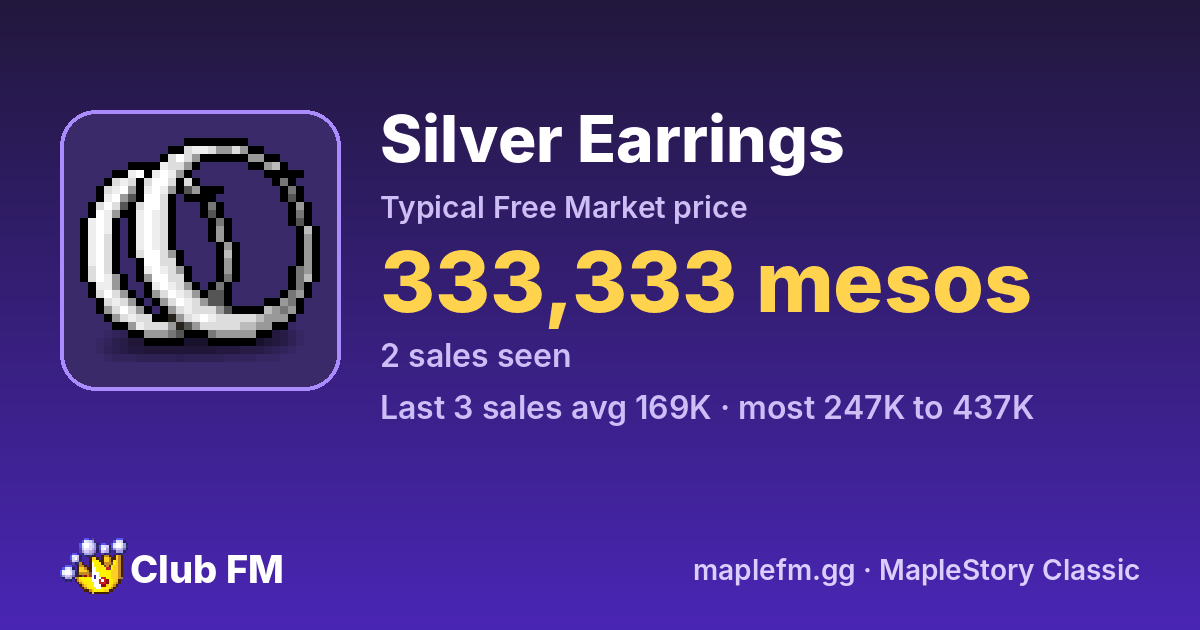 Silver Earrings
Typical Free Market price
333,333 mesos
2 sales seen
Last 3 sales avg 169K · most 247K to 437K
Club FM
maplefm.gg · MapleStory Classic